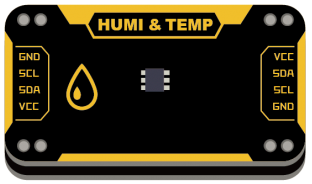 HUMI & TEMP
GND
SCL
SDA
VCC
VCC
SDA
SCL
GND